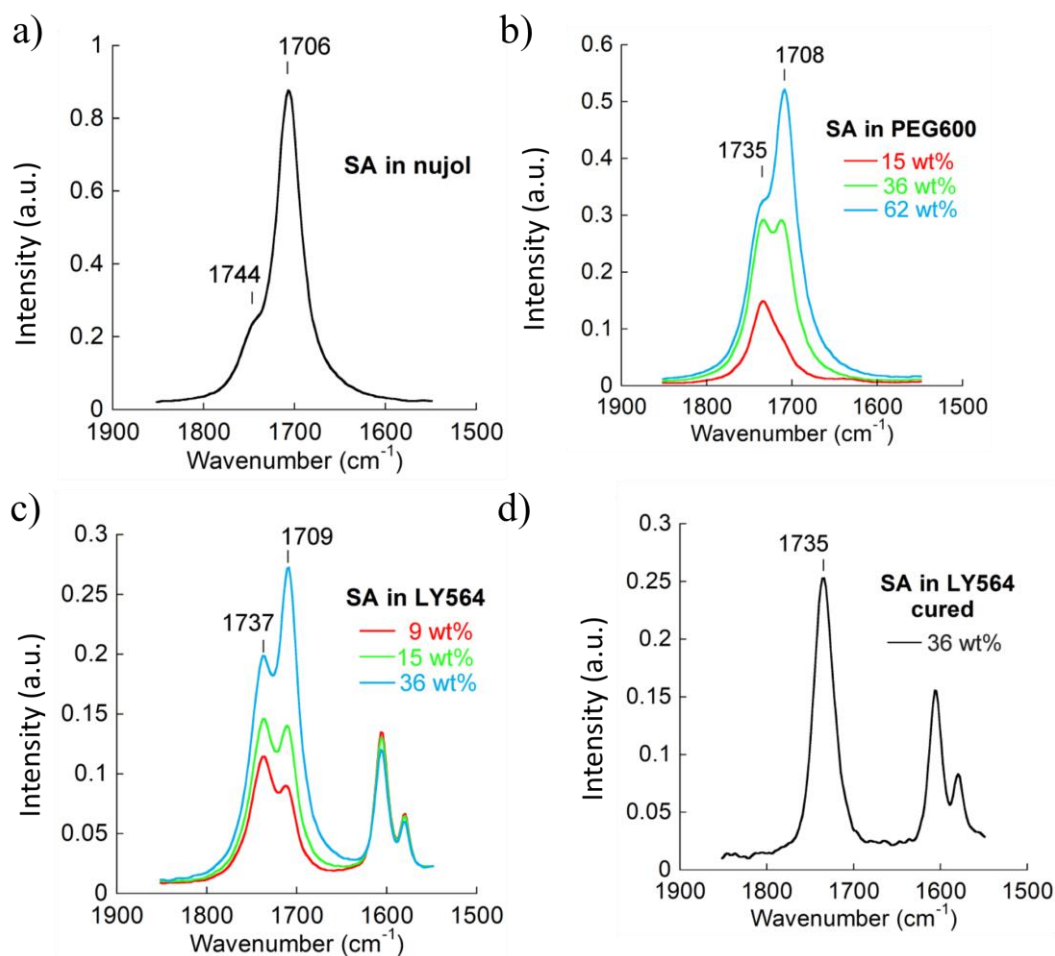 a)
1
1706
0.8
SA in nujol
0.6
0.4
1744
0.2
0
1900 1800 1700 1600 1500
Wavenumber (cm-1)
Intensity (a.u.)
b)
0.6
1708
0.5
SA in PEG600
1735
15 wt%
0.4
36 wt%
62 wt%
0.3
0.2
0.1
0
1900 1800 1700 1600 1500
Wavenumber (cm-1)
Intensity (a.u.)
c)
0.3
1709
0.25
SA in LY564
1737
9 wt%
0.2
15 wt%
36 wt%
0.15
0.1
0.05
0
1900 1800 1700 1600 1500
Wavenumber (cm-1)
Intensity (a.u.)
d)
0.3
1735
0.25
SA in LY564
cured
0.2
36 wt%
0.15
0.1
0.05
0
1900 1800 1700 1600 1500
Wavenumber (cm-1)
Intensity (a.u.)